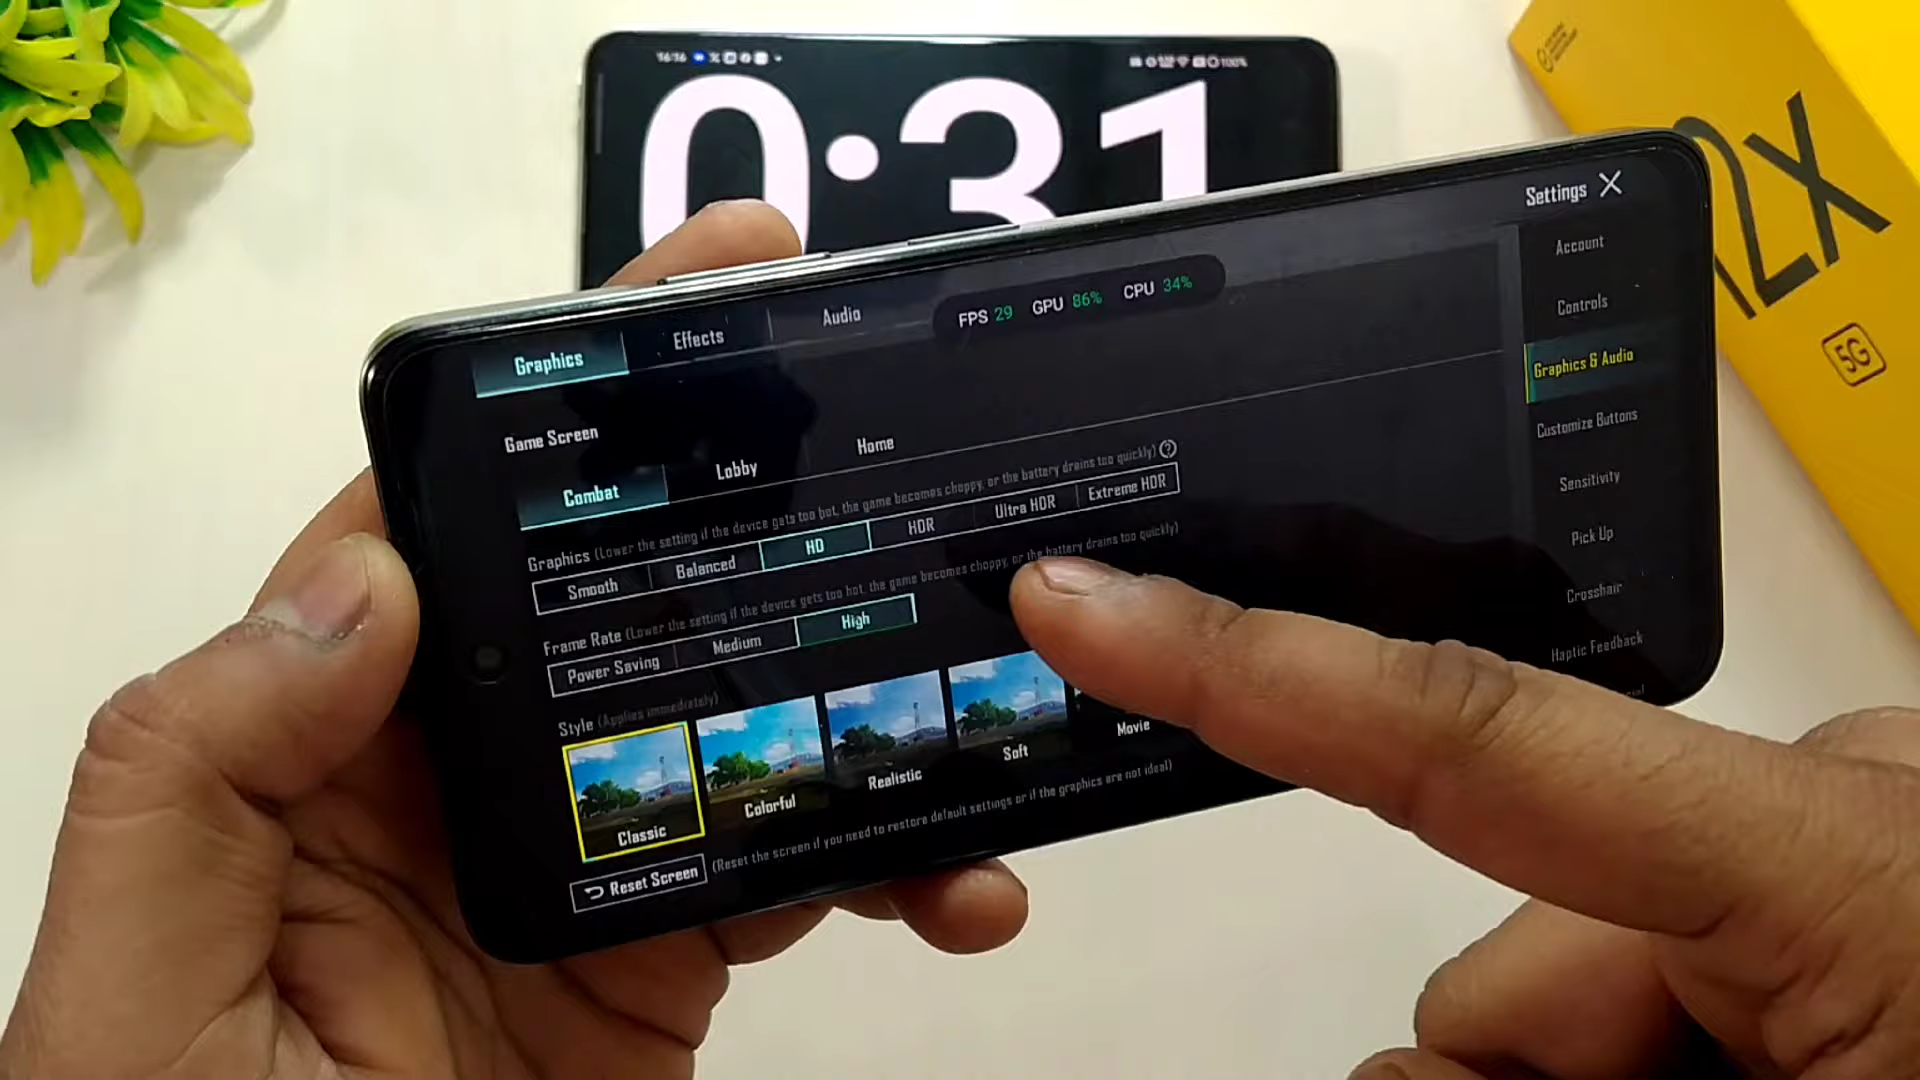 16:16
100%
0:31
12X
5G
Settings X
Account
Controls
Graphics & Audio
Customize Buttons
Sensitivity
Pick Up
Crosshair
Haptic Feedback
FPS 29 GPU 86% CPU 34%
Graphics Effects Audio
Game Screen
Combat Lobby Home
Graphics (Lower the setting if the device gets too hot, the game becomes choppy, or the battery drains too quickly) ?
Smooth Balanced HD HDR Ultra HDR Extreme HDR
Frame Rate (Lower the setting if the device gets too hot, the game becomes choppy, or the battery drains too quickly)
Power Saving Medium High
Style (Applies immediately)
Classic Colorful Realistic Soft Movie
Reset Screen (Reset the screen if you need to restore default settings or if the graphics are not ideal)